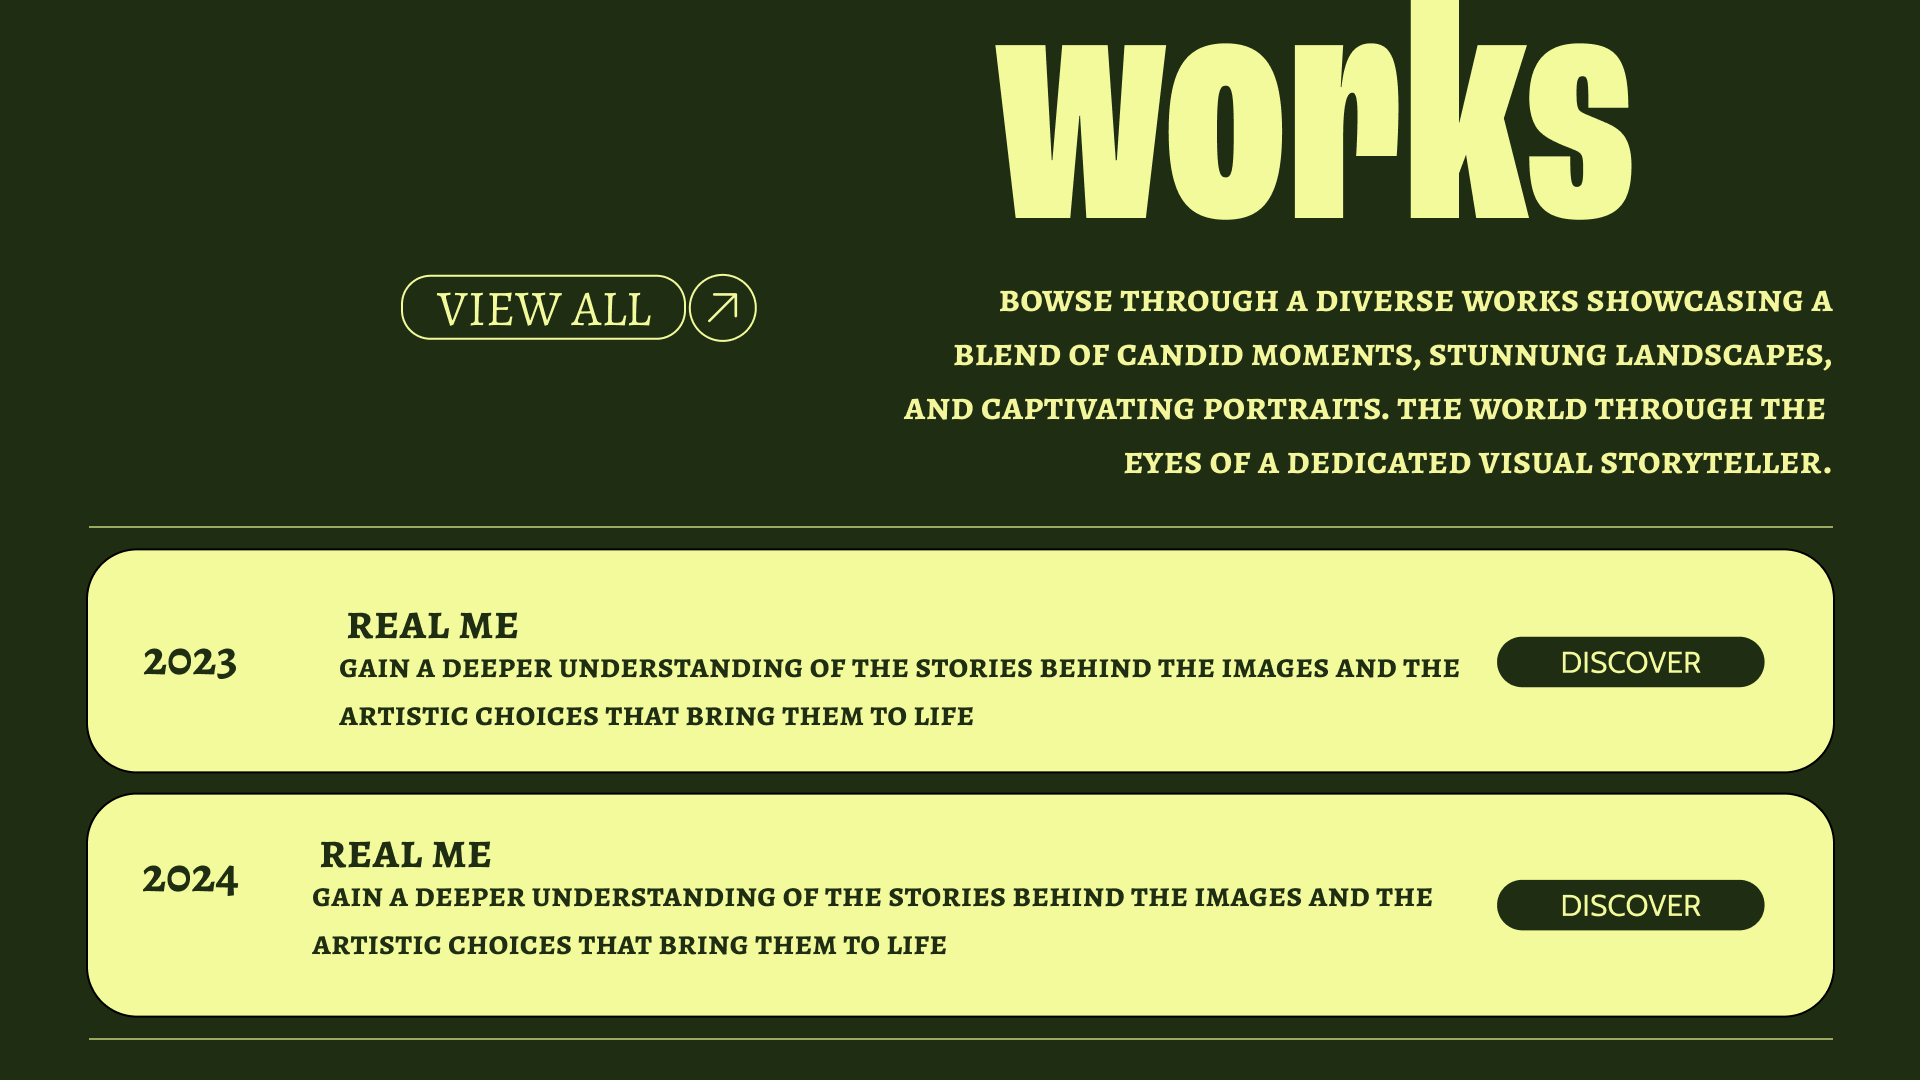 works
VIEW ALL
BOWSE THROUGH A DIVERSE WORKS SHOWCASING A
BLEND OF CANDID MOMENTS, STUNNUNG LANDSCAPES,
AND CAPTIVATING PORTRAITS. THE WORLD THROUGH THE
EYES OF A DEDICATED VISUAL STORYTELLER.
2023
REAL ME
GAIN A DEEPER UNDERSTANDING OF THE STORIES BEHIND THE IMAGES AND THE
ARTISTIC CHOICES THAT BRING THEM TO LIFE
DISCOVER
2024
REAL ME
GAIN A DEEPER UNDERSTANDING OF THE STORIES BEHIND THE IMAGES AND THE
ARTISTIC CHOICES THAT BRING THEM TO LIFE
DISCOVER